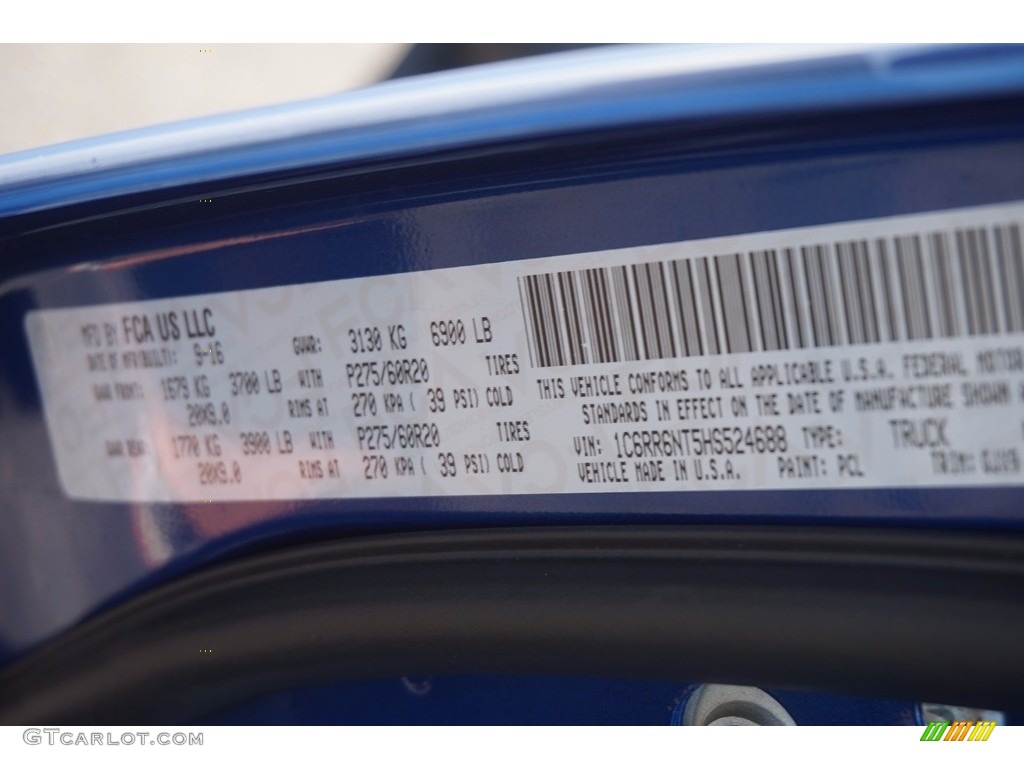 MFD BY FCA US LLC
DATE OF MFR(BUILT): 9-16 GVWR: 3130 KG 6900 LB
GAWR FRONT: 1679 KG 3700 LB WITH P275/60R20 TIRES
20X9.0 RIMS AT 270 KPA ( 39 PSI) COLD
GAWR REAR: 1770 KG 3900 LB WITH P275/60R20 TIRES
20X9.0 RIMS AT 270 KPA ( 39 PSI) COLD
THIS VEHICLE CONFORMS TO ALL APPLICABLE U.S.A. FEDERAL MOTOR
STANDARDS IN EFFECT ON THE DATE OF MANUFACTURE SHOWN
VIN: 1C6RR6NT5HS524688 TYPE: TRUCK
VEHICLE MADE IN U.S.A. PAINT: PCL TRIM:
GTCARLOT.COM